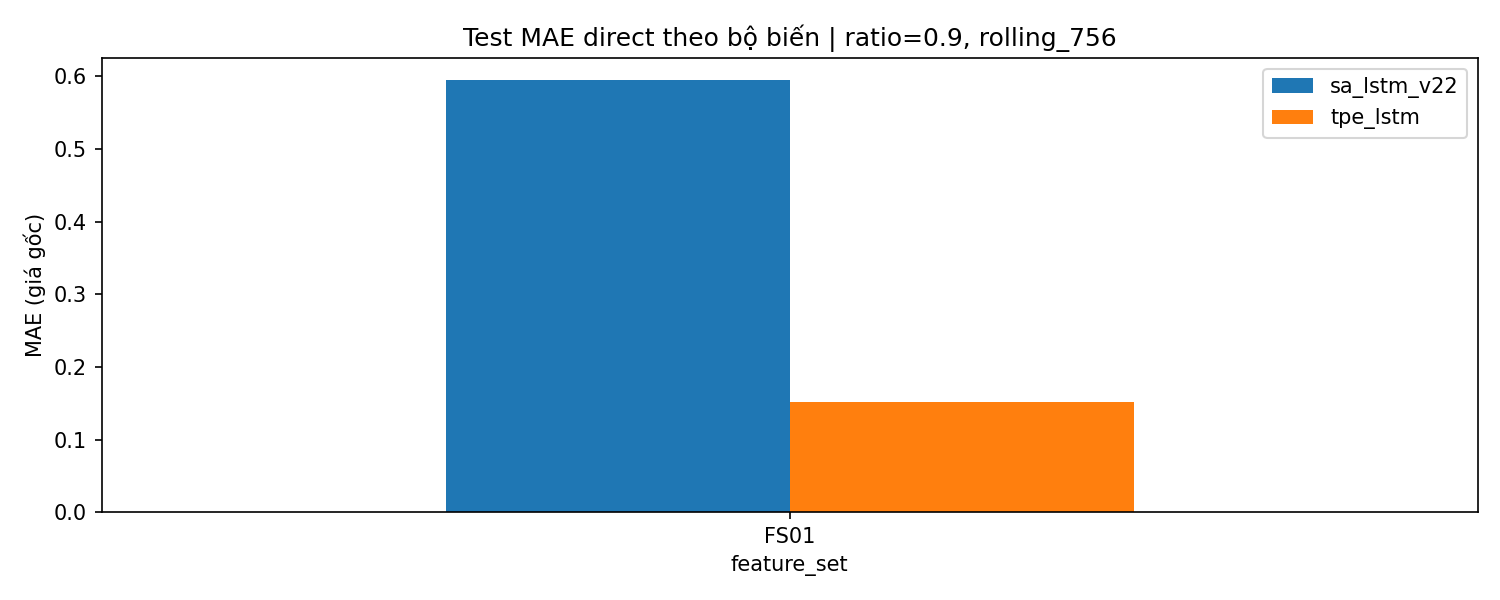 Test MAE direct theo bộ biến | ratio=0.9, rolling_756
sa_lstm_v22
tpe_lstm
MAE (giá gốc)
0.6
0.5
0.4
0.3
0.2
0.1
0.0
FS01
feature_set